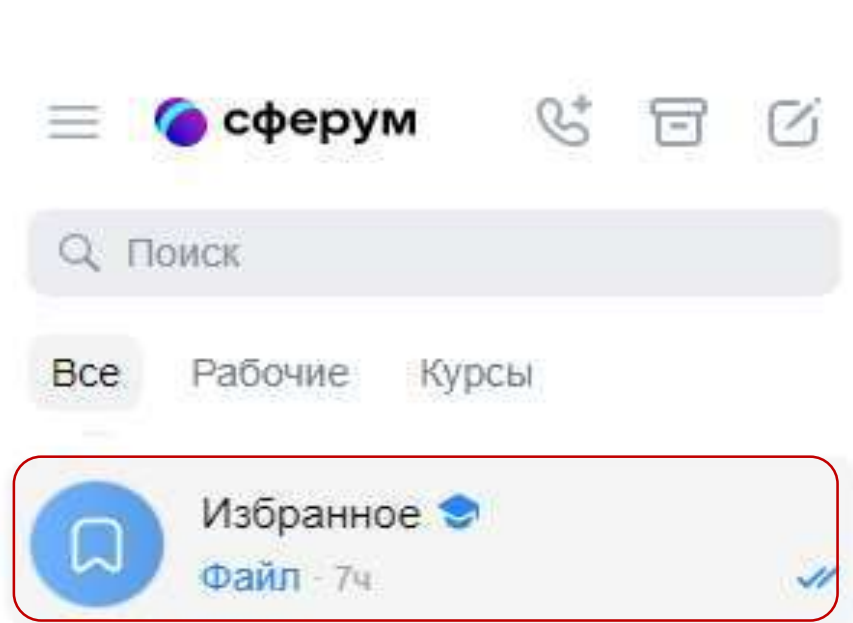 сферум
Поиск
Все Рабочие Курсы
Избранное
Файл · 7ч